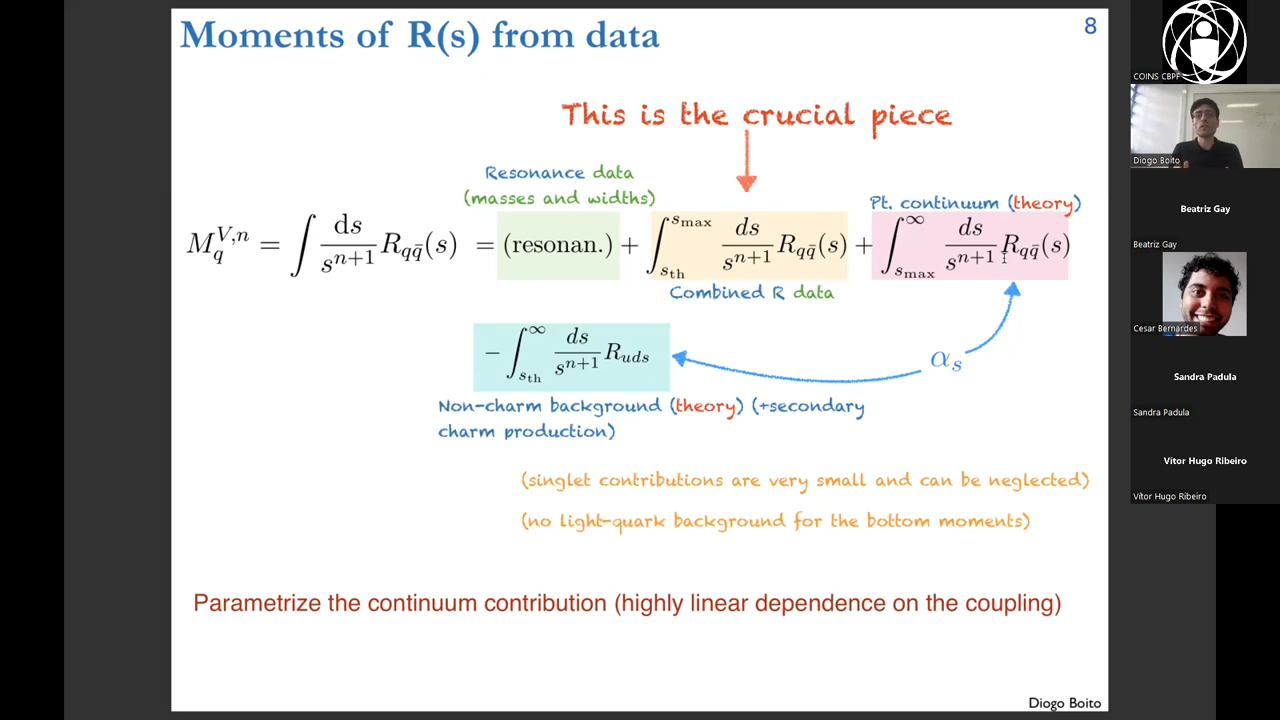 Moments of R(s) from data
8
This is the crucial piece
Resonance data
(masses and widths)
Pt. continuum (theory)
M_q^{V,n} = ∫ ds/s^{n+1} R_{qq̄}(s) = (resonan.) + ∫_{s_th}^{s_max} ds/s^{n+1} R_{qq̄}(s) + ∫_{s_max}^{∞} ds/s^{n+1} R_{qq̄}(s)
Combined R data
− ∫_{s_th}^{∞} ds/s^{n+1} R_{uds}
α_s
Non-charm background (theory) (+secondary
charm production)
(singlet contributions are very small and can be neglected)
(no light-quark background for the bottom moments)
Parametrize the continuum contribution (highly linear dependence on the coupling)
Diogo Boito
COINS CBPF
Diogo Boito
Beatriz Gay
Beatriz Gay
Cesar Bernardes
Sandra Padula
Sandra Padula
Vítor Hugo Ribeiro
Vítor Hugo Ribeiro